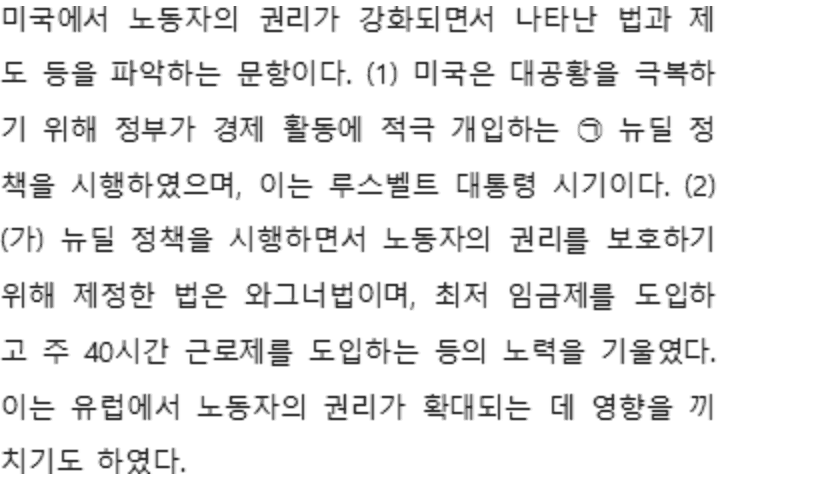 미국에서 노동자의 권리가 강화되면서 나타난 법과 제
도 등을 파악하는 문항이다. (1) 미국은 대공황을 극복하
기 위해 정부가 경제 활동에 적극 개입하는 ㉠ 뉴딜 정
책을 시행하였으며, 이는 루스벨트 대통령 시기이다. (2)
(가) 뉴딜 정책을 시행하면서 노동자의 권리를 보호하기
위해 제정한 법은 와그너법이며, 최저 임금제를 도입하
고 주 40시간 근로제를 도입하는 등의 노력을 기울였다.
이는 유럽에서 노동자의 권리가 확대되는 데 영향을 끼
치기도 하였다.